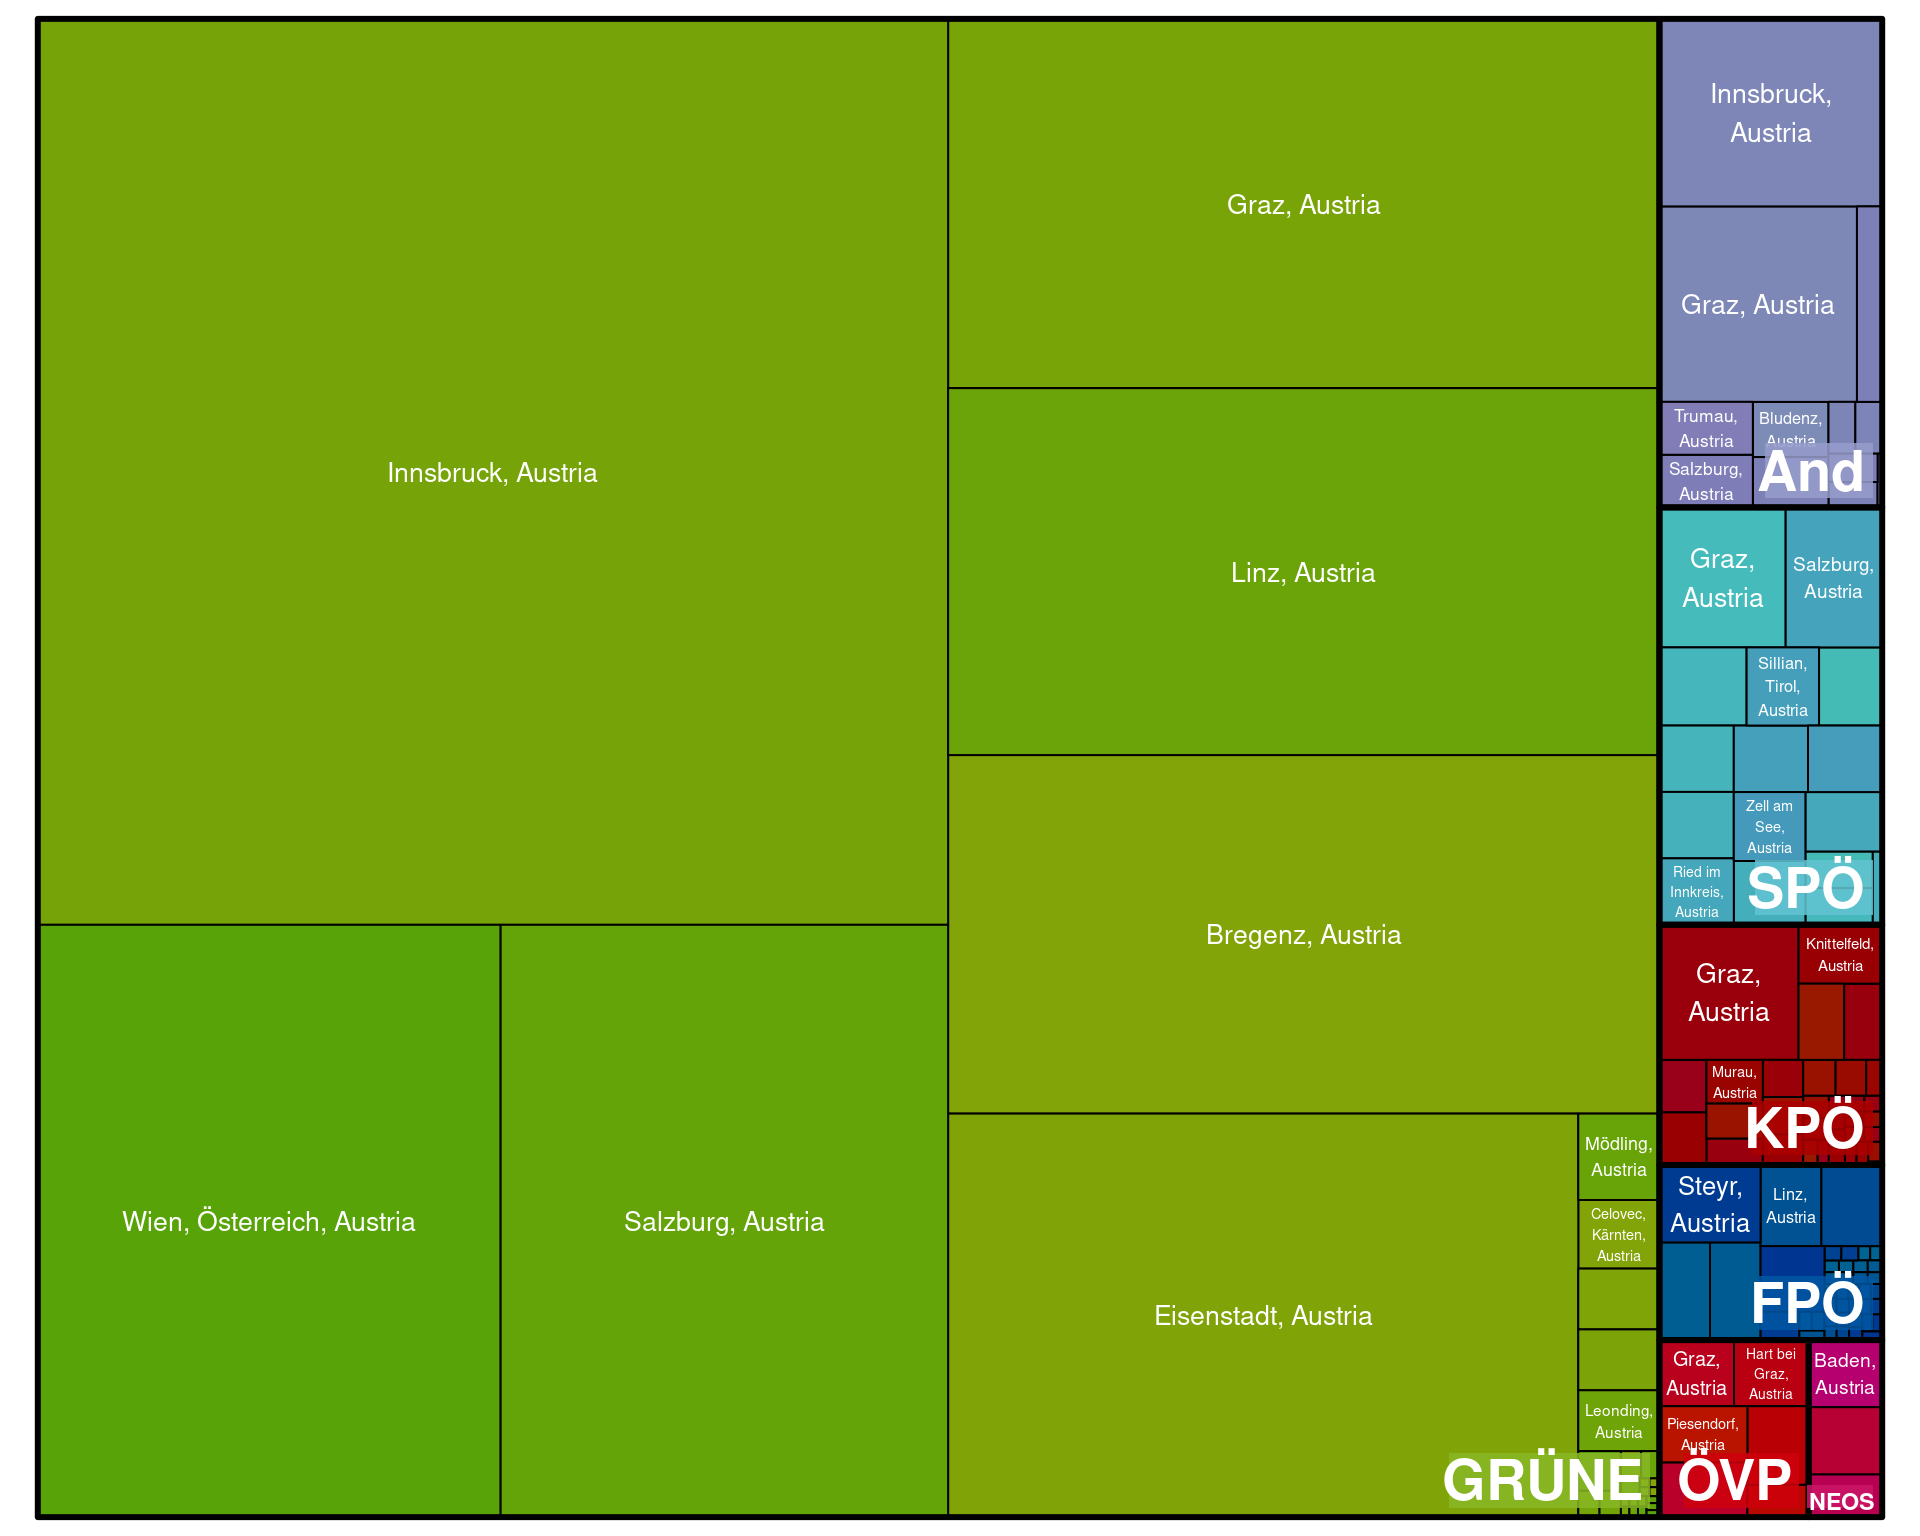 Innsbruck, Austria
Graz, Austria
Linz, Austria
Bregenz, Austria
Wien, Österreich, Austria
Salzburg, Austria
Eisenstadt, Austria
Mödling,
Austria
Celovec,
Kärnten,
Austria
Leonding,
Austria
GRÜNE
Innsbruck,
Austria
Graz, Austria
Trumau,
Austria
Bludenz,
Austria
Salzburg,
Austria
And
Graz,
Austria
Salzburg,
Austria
Sillian,
Tirol,
Austria
Zell am
See,
Austria
Ried im
Innkreis,
Austria
SPÖ
Graz,
Austria
Knittelfeld,
Austria
Murau,
Austria
KPÖ
Steyr,
Austria
Linz,
Austria
FPÖ
Graz,
Austria
Hart bei
Graz,
Austria
Piesendorf,
Austria
ÖVP
Baden,
Austria
NEOS